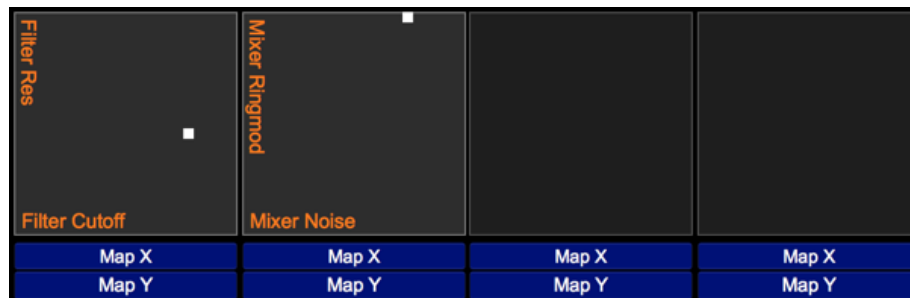 Filter Res
Filter Cutoff
Mixer Ringmod
Mixer Noise
Map X
Map X
Map X
Map X
Map Y
Map Y
Map Y
Map Y